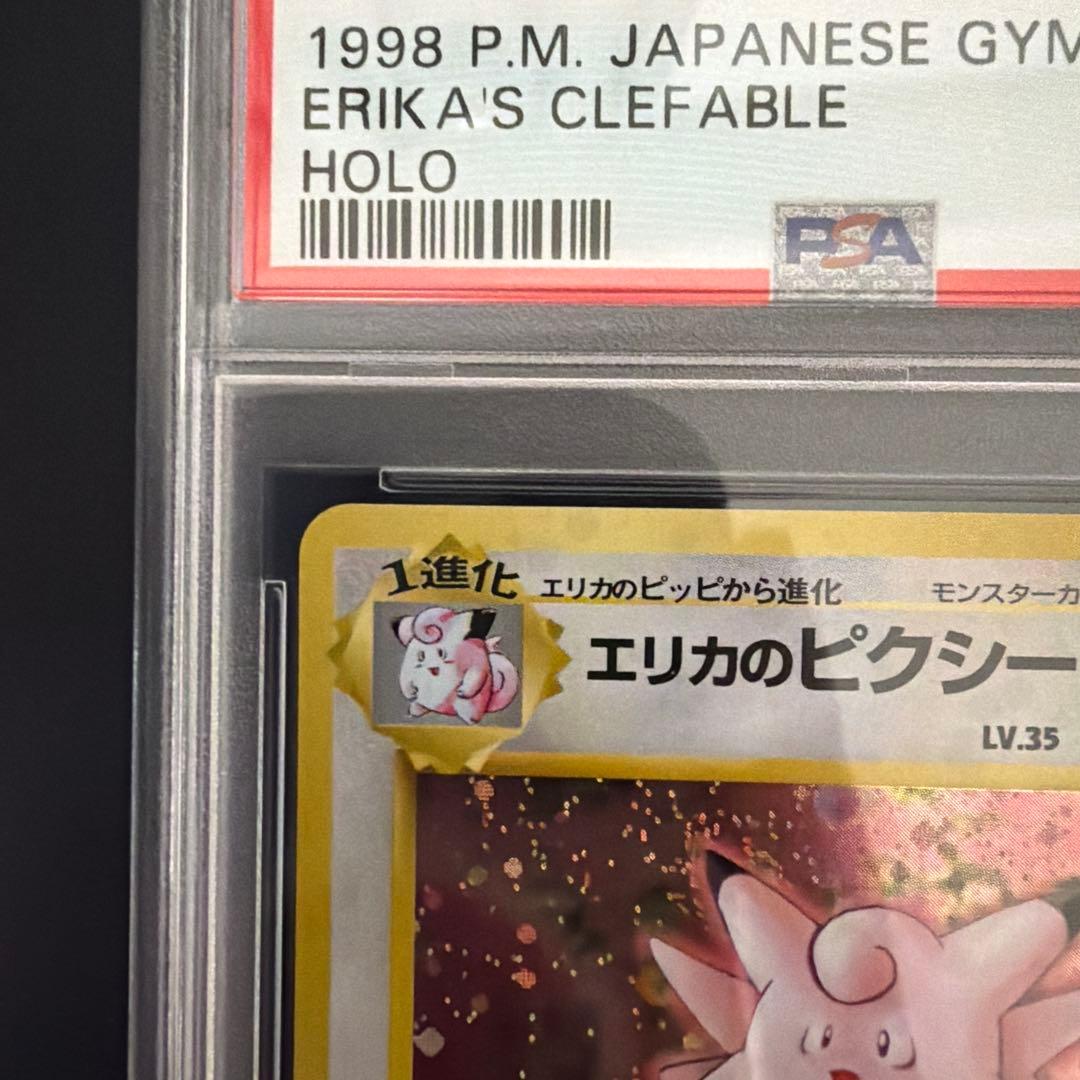 1998 P.M. JAPANESE GYM
ERIKA'S CLEFABLE
HOLO
PSA
1進化
エリカのピッピから進化 モンスターカ
エリカのピクシー
LV.35